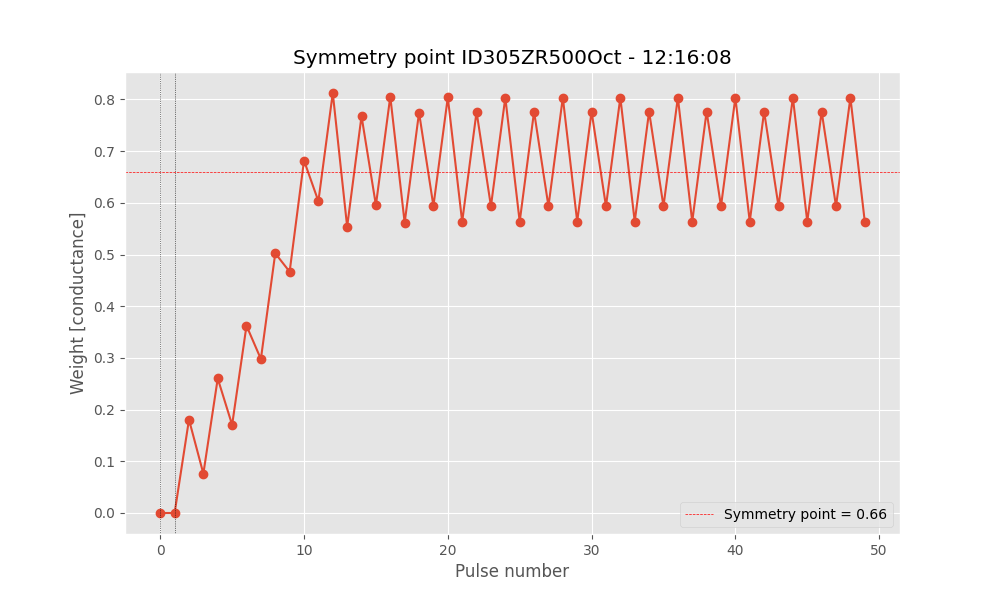 Symmetry point ID305ZR500Oct - 12:16:08
Weight [conductance]
0.8
0.7
0.6
0.5
0.4
0.3
0.2
0.1
0.0
Symmetry point = 0.66
0 10 20 30 40 50
Pulse number